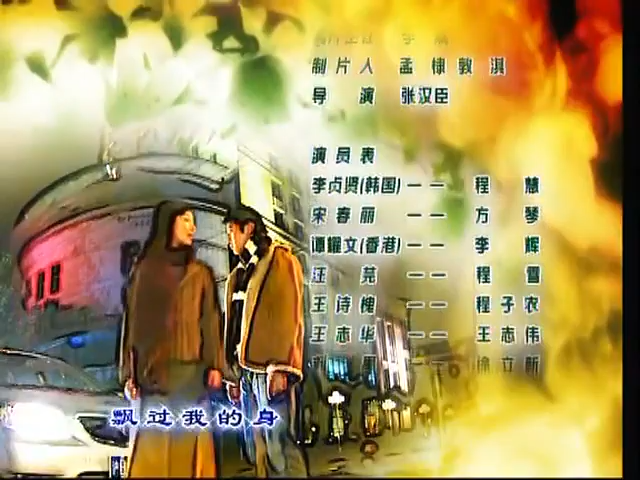 制片人 孟棣 敦淇
导 演 张汉臣
演员表
李贞贤(韩国)—— 程 慧
宋春丽 —— 方 琴
谭耀文(香港)—— 李 辉
汪 芫 —— 程 雪
王诗槐 —— 程子农
王志华 —— 王志伟
飘过我的身